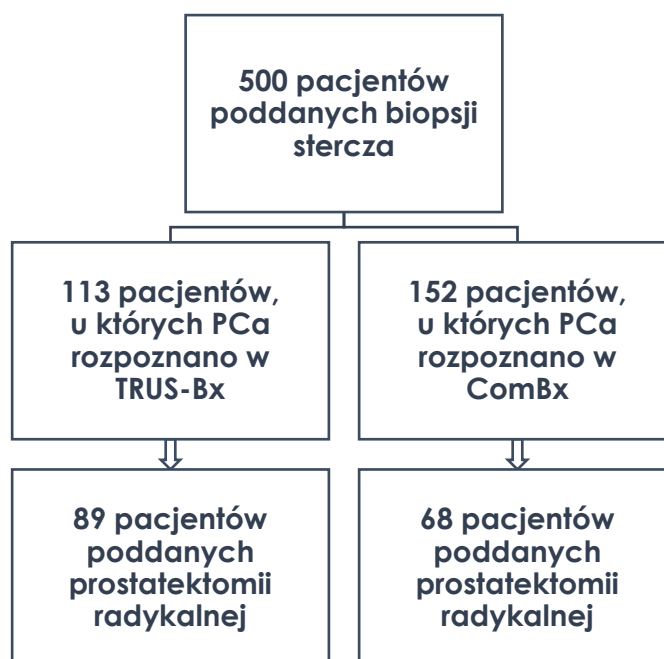 500 pacjentów
poddanych biopsji
stercza
113 pacjentów,
u których PCa
rozpoznano w
TRUS-Bx
152 pacjentów,
u których PCa
rozpoznano w
ComBx
89 pacjentów
poddanych
prostatektomii
radykalnej
68 pacjentów
poddanych
prostatektomii
radykalnej